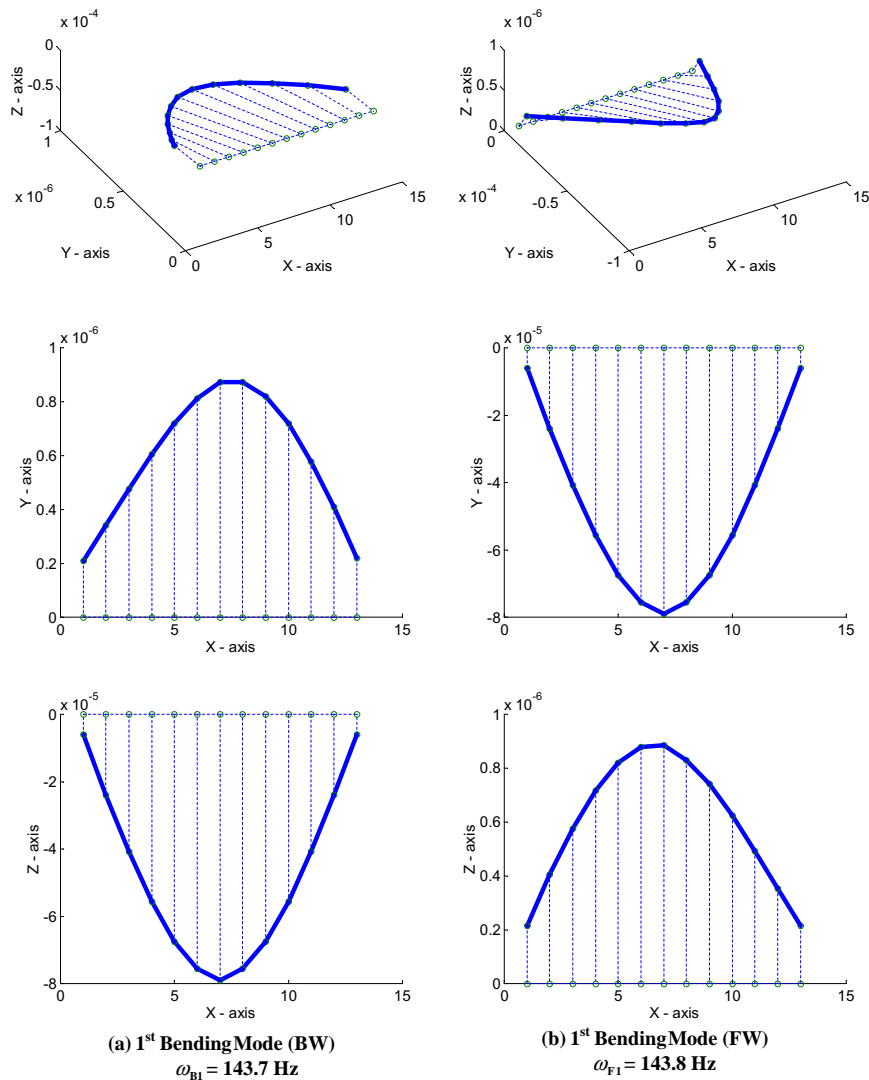 x 10^-4
0
-0.5
-1
Z - axis
1
x 10^-6
0.5
0
Y - axis
0
5
10
15
X - axis
x 10^-6
1
0.5
0
Z - axis
0
x 10^-4
-0.5
-1
Y - axis
0
5
10
15
X - axis
x 10^-6
1
0.8
0.6
0.4
0.2
0
Y - axis
0
5
10
15
X - axis
x 10^-5
0
-2
-4
-6
-8
Y - axis
0
5
10
15
X - axis
x 10^-5
0
-2
-4
-6
-8
Z - axis
0
5
10
15
X - axis
x 10^-6
1
0.8
0.6
0.4
0.2
0
Z - axis
0
5
10
15
X - axis
(a) 1st Bending Mode (BW)
ωB1 = 143.7 Hz
(b) 1st Bending Mode (FW)
ωF1 = 143.8 Hz